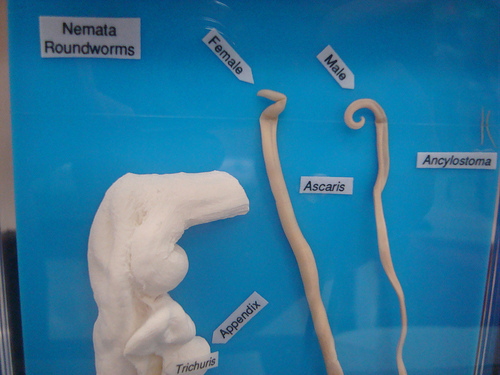 Nemata
Roundworms
Female
Male
Ascaris
Ancylostoma
Appendix
Trichuris